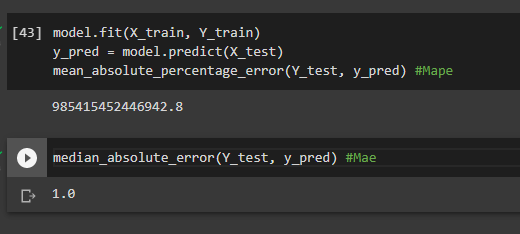 [43] model.fit(X_train, Y_train)
y_pred = model.predict(X_test)
mean_absolute_percentage_error(Y_test, y_pred) #Mape
985415452446942.8
median_absolute_error(Y_test, y_pred) #Mae
1.0